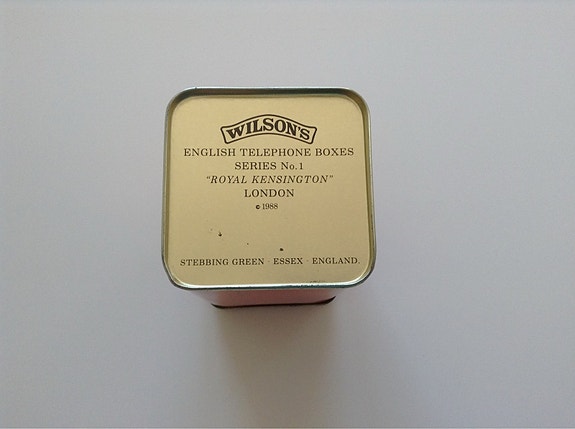 WILSON'S
ENGLISH TELEPHONE BOXES
SERIES No. 1
"ROYAL KENSINGTON"
LONDON
© 1988
STEBBING GREEN · ESSEX · ENGLAND.